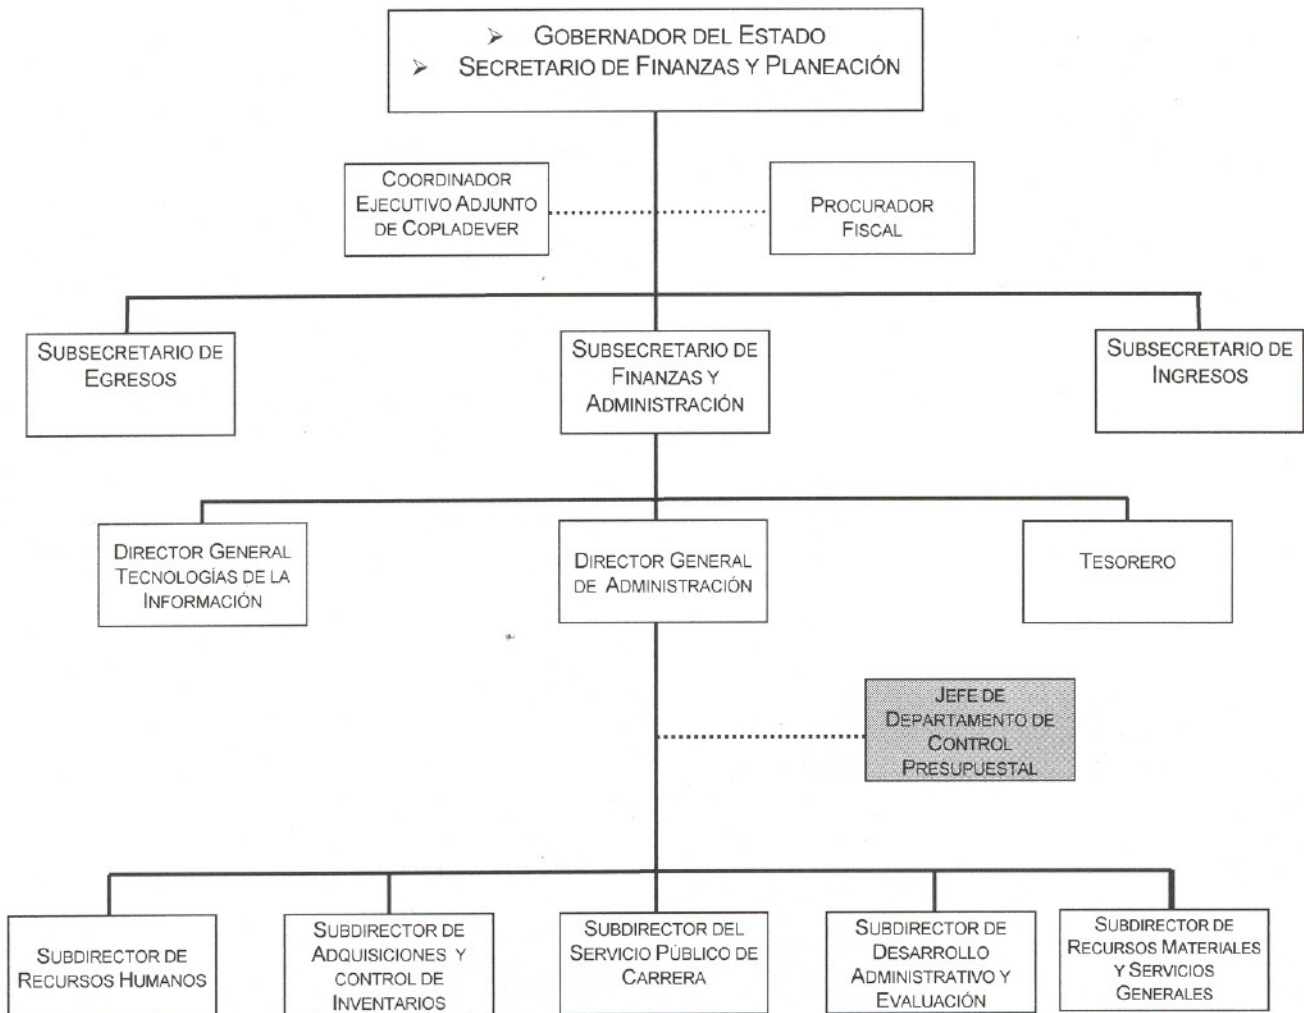 ➢ GOBERNADOR DEL ESTADO
➢ SECRETARIO DE FINANZAS Y PLANEACIÓN
COORDINADOR
EJECUTIVO ADJUNTO
DE COPLADEVER
PROCURADOR
FISCAL
SUBSECRETARIO DE
EGRESOS
SUBSECRETARIO DE
FINANZAS Y
ADMINISTRACIÓN
SUBSECRETARIO DE
INGRESOS
DIRECTOR GENERAL
TECNOLOGÍAS DE LA
INFORMACIÓN
DIRECTOR GENERAL
DE ADMINISTRACIÓN
TESORERO
JEFE DE
DEPARTAMENTO DE
CONTROL
PRESUPUESTAL
SUBDIRECTOR DE
RECURSOS HUMANOS
SUBDIRECTOR DE
ADQUISICIONES Y
CONTROL DE
INVENTARIOS
SUBDIRECTOR DEL
SERVICIO PÚBLICO DE
CARRERA
SUBDIRECTOR DE
DESARROLLO
ADMINISTRATIVO Y
EVALUACIÓN
SUBDIRECTOR DE
RECURSOS MATERIALES
Y SERVICIOS
GENERALES